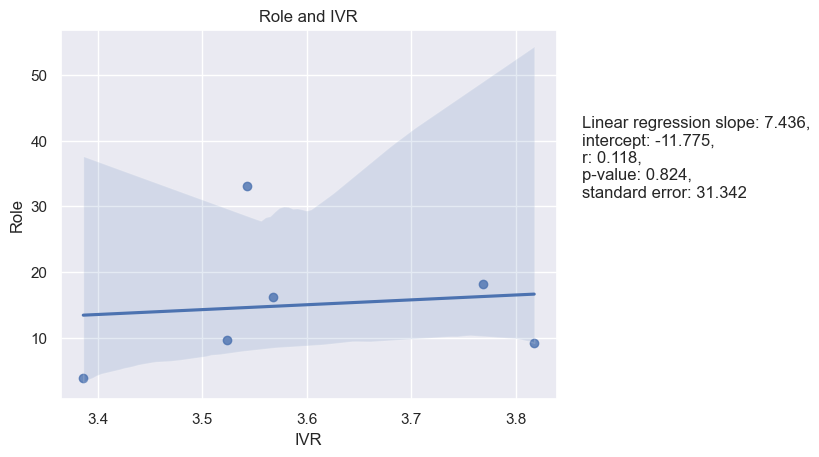 Role and IVR
50
40
30
20
10
Role
3.4
3.5
3.6
3.7
3.8
IVR
Linear regression slope: 7.436,
intercept: -11.775,
r: 0.118,
p-value: 0.824,
standard error: 31.342